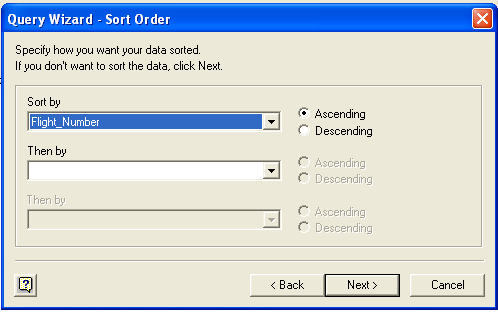 Query Wizard - Sort Order
Specify how you want your data sorted.
If you don't want to sort the data, click Next.
Sort by
Flight_Number
Ascending
Descending
Then by
Ascending
Descending
Then by
Ascending
Descending
?
< Back
Next >
Cancel